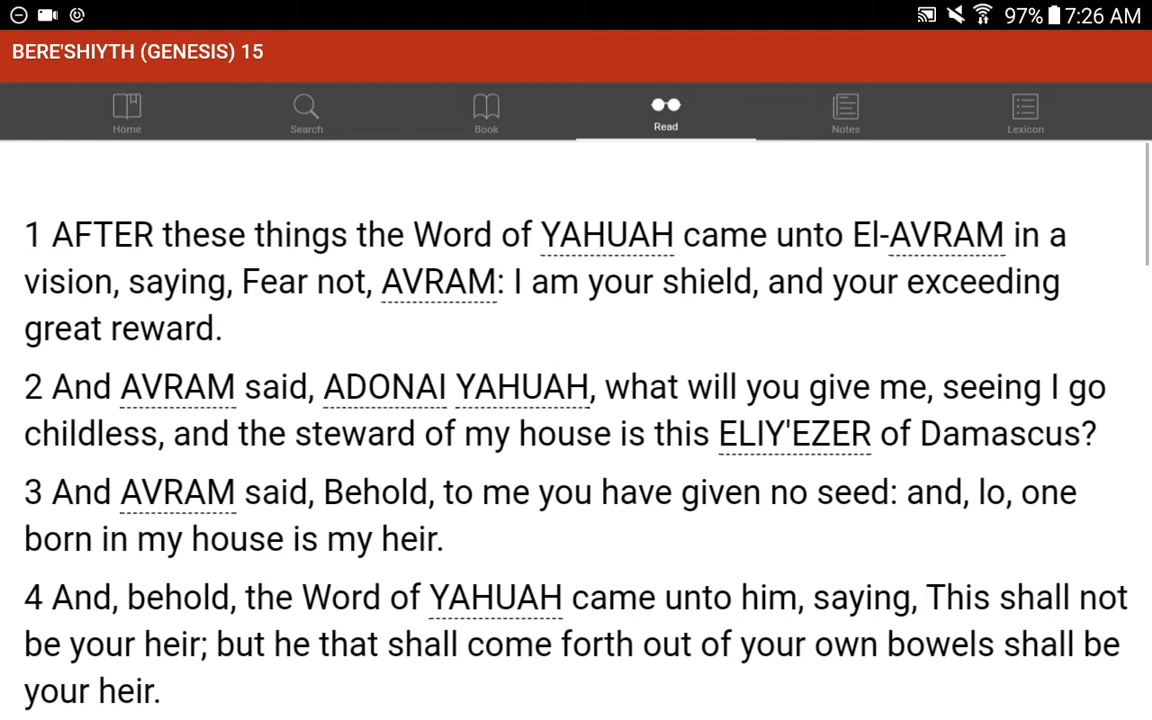 97% 7:26 AM
BERE'SHIYTH (GENESIS) 15
Home Search Book Read Notes Lexicon
1 AFTER these things the Word of YAHUAH came unto El-AVRAM in a
vision, saying, Fear not, AVRAM: I am your shield, and your exceeding
great reward.
2 And AVRAM said, ADONAI YAHUAH, what will you give me, seeing I go
childless, and the steward of my house is this ELIY'EZER of Damascus?
3 And AVRAM said, Behold, to me you have given no seed: and, lo, one
born in my house is my heir.
4 And, behold, the Word of YAHUAH came unto him, saying, This shall not
be your heir; but he that shall come forth out of your own bowels shall be
your heir.